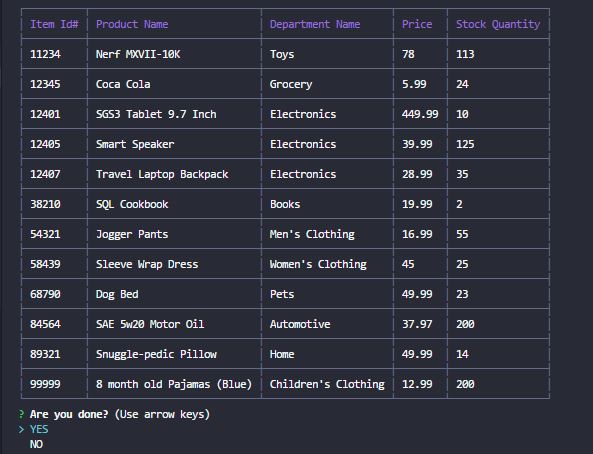 Item Id# Product Name Department Name Price Stock Quantity
11234 Nerf MXVII-10K Toys 78 113
12345 Coca Cola Grocery 5.99 24
12401 SGS3 Tablet 9.7 Inch Electronics 449.99 10
12405 Smart Speaker Electronics 39.99 125
12407 Travel Laptop Backpack Electronics 28.99 35
38210 SQL Cookbook Books 19.99 2
54321 Jogger Pants Men's Clothing 16.99 55
58439 Sleeve Wrap Dress Women's Clothing 45 25
68790 Dog Bed Pets 49.99 23
84564 SAE 5w20 Motor Oil Automotive 37.97 200
89321 Snuggle-pedic Pillow Home 49.99 14
99999 8 month old Pajamas (Blue) Children's Clothing 12.99 200
? Are you done? (Use arrow keys)
> YES
NO